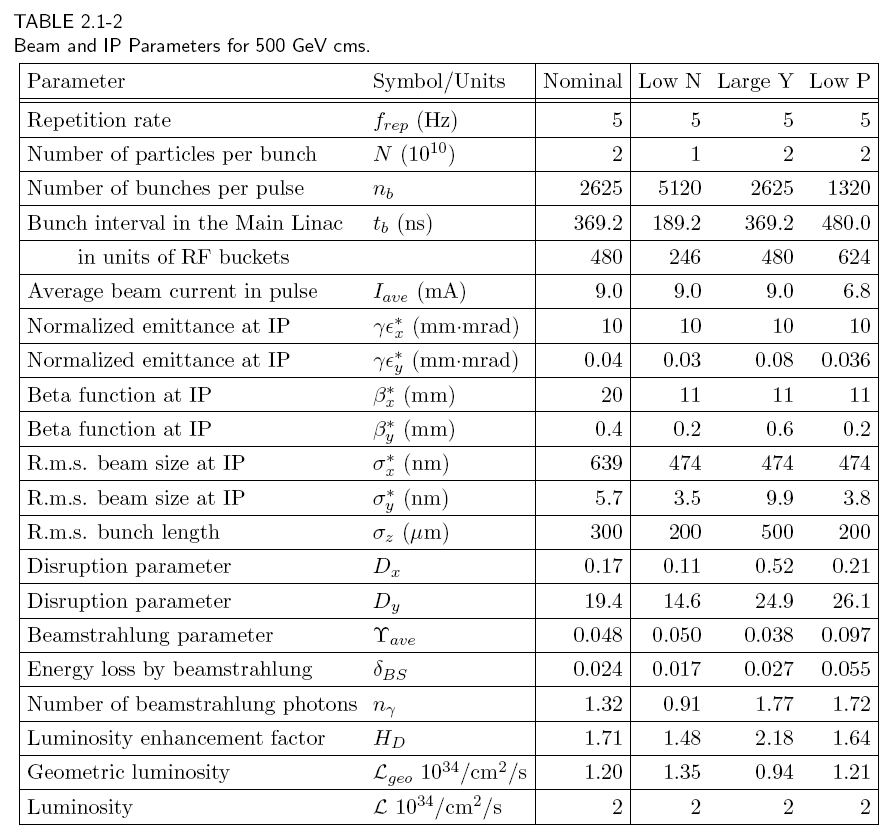 TABLE 2.1-2
Beam and IP Parameters for 500 GeV cms.
Parameter Symbol/Units Nominal Low N Large Y Low P
Repetition rate f_rep (Hz) 5 5 5 5
Number of particles per bunch N (10^10) 2 1 2 2
Number of bunches per pulse n_b 2625 5120 2625 1320
Bunch interval in the Main Linac t_b (ns) 369.2 189.2 369.2 480.0
in units of RF buckets 480 246 480 624
Average beam current in pulse I_ave (mA) 9.0 9.0 9.0 6.8
Normalized emittance at IP γϵ*_x (mm·mrad) 10 10 10 10
Normalized emittance at IP γϵ*_y (mm·mrad) 0.04 0.03 0.08 0.036
Beta function at IP β*_x (mm) 20 11 11 11
Beta function at IP β*_y (mm) 0.4 0.2 0.6 0.2
R.m.s. beam size at IP σ*_x (nm) 639 474 474 474
R.m.s. beam size at IP σ*_y (nm) 5.7 3.5 9.9 3.8
R.m.s. bunch length σ_z (μm) 300 200 500 200
Disruption parameter D_x 0.17 0.11 0.52 0.21
Disruption parameter D_y 19.4 14.6 24.9 26.1
Beamstrahlung parameter ϒ_ave 0.048 0.050 0.038 0.097
Energy loss by beamstrahlung δ_BS 0.024 0.017 0.027 0.055
Number of beamstrahlung photons n_γ 1.32 0.91 1.77 1.72
Luminosity enhancement factor H_D 1.71 1.48 2.18 1.64
Geometric luminosity ℒ_geo 10^34/cm^2/s 1.20 1.35 0.94 1.21
Luminosity ℒ 10^34/cm^2/s 2 2 2 2